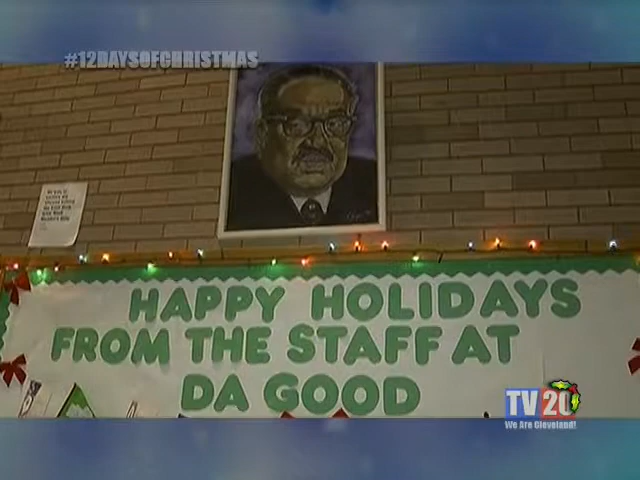 #12DAYSOFCHRISTMAS
HAPPY HOLIDAYS
FROM THE STAFF AT
DA GOOD
TV20
We Are Cleveland!